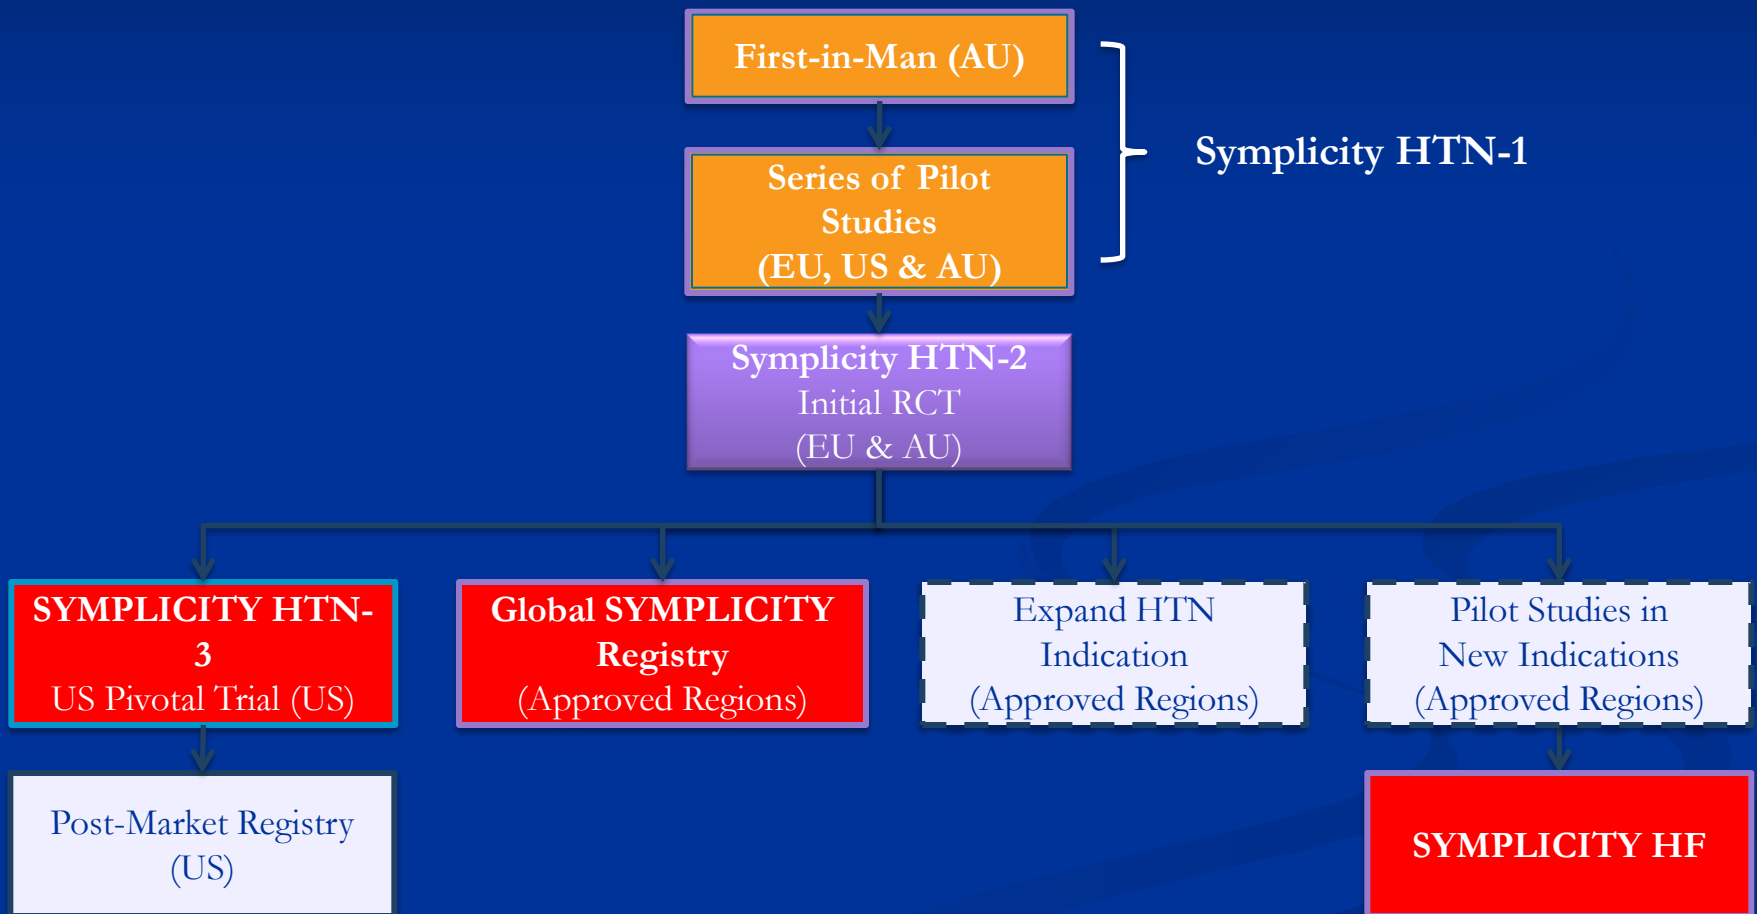 First-in-Man (AU)
Symplicity HTN-1
Series of Pilot
Studies
(EU, US & AU)
Symplicity HTN-2
Initial RCT
(EU & AU)
SYMPLICITY HTN-
3
US Pivotal Trial (US)
Global SYMPLICITY
Registry
(Approved Regions)
Expand HTN
Indication
(Approved Regions)
Pilot Studies in
New Indications
(Approved Regions)
Post-Market Registry
(US)
SYMPLICITY HF